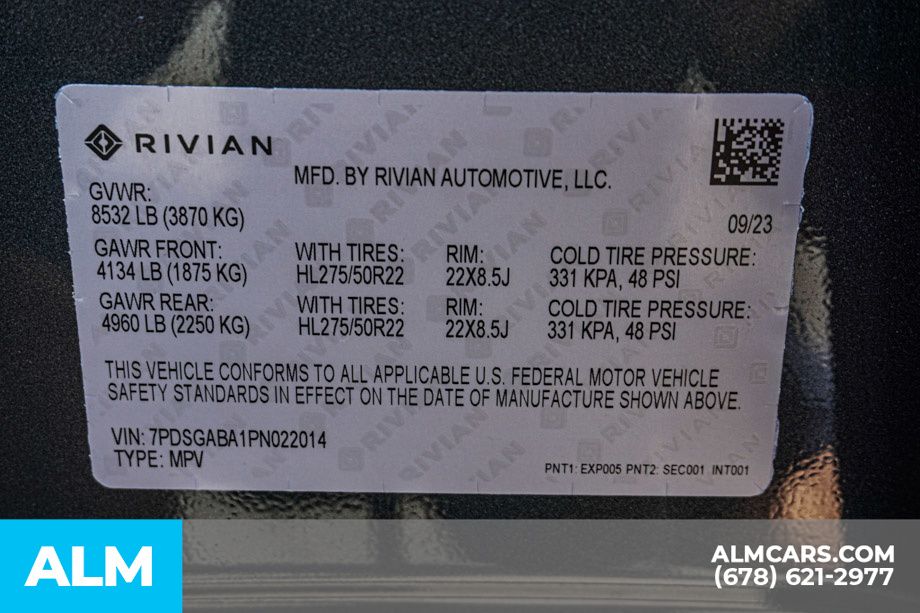 RIVIAN
MFD. BY RIVIAN AUTOMOTIVE, LLC.
GVWR:
8532 LB (3870 KG)
09/23
GAWR FRONT: WITH TIRES: RIM: COLD TIRE PRESSURE:
4134 LB (1875 KG) HL275/50R22 22X8.5J 331 KPA, 48 PSI
GAWR REAR: WITH TIRES: RIM: COLD TIRE PRESSURE:
4960 LB (2250 KG) HL275/50R22 22X8.5J 331 KPA, 48 PSI
THIS VEHICLE CONFORMS TO ALL APPLICABLE U.S. FEDERAL MOTOR VEHICLE
SAFETY STANDARDS IN EFFECT ON THE DATE OF MANUFACTURE SHOWN ABOVE.
VIN: 7PDSGABA1PN022014
TYPE: MPV
PNT1: EXP005 PNT2: SEC001 INT001
ALM
ALMCARS.COM
(678) 621-2977